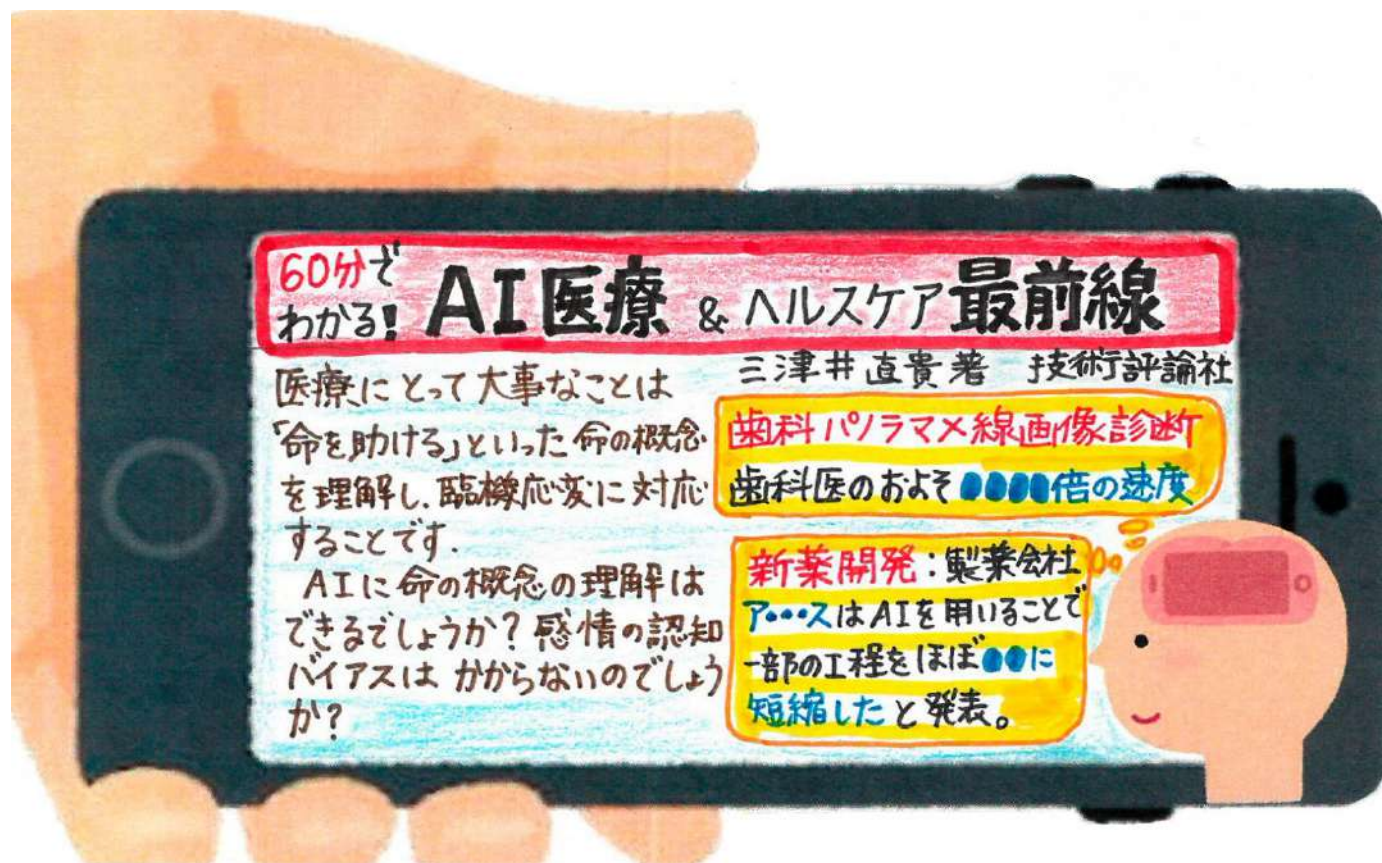 60分で
わかる! AI医療 & ヘルスケア最前線
三津井直貴著 技術評論社
医療にとって大事なことは
「命を助ける」といった命の概念
を理解し、臨機応変に対応
することです.
AIに命の概念の理解は
できるでしょうか?感情の認知
バイアスはかからないのでしょう
か?
歯科パノラマX線画像診断
歯科医のおよそ●●●●倍の速度
新薬開発:製薬会社
ア・・・スはAIを用いることで
一部の工程をほぼ●●に
短縮したと発表。